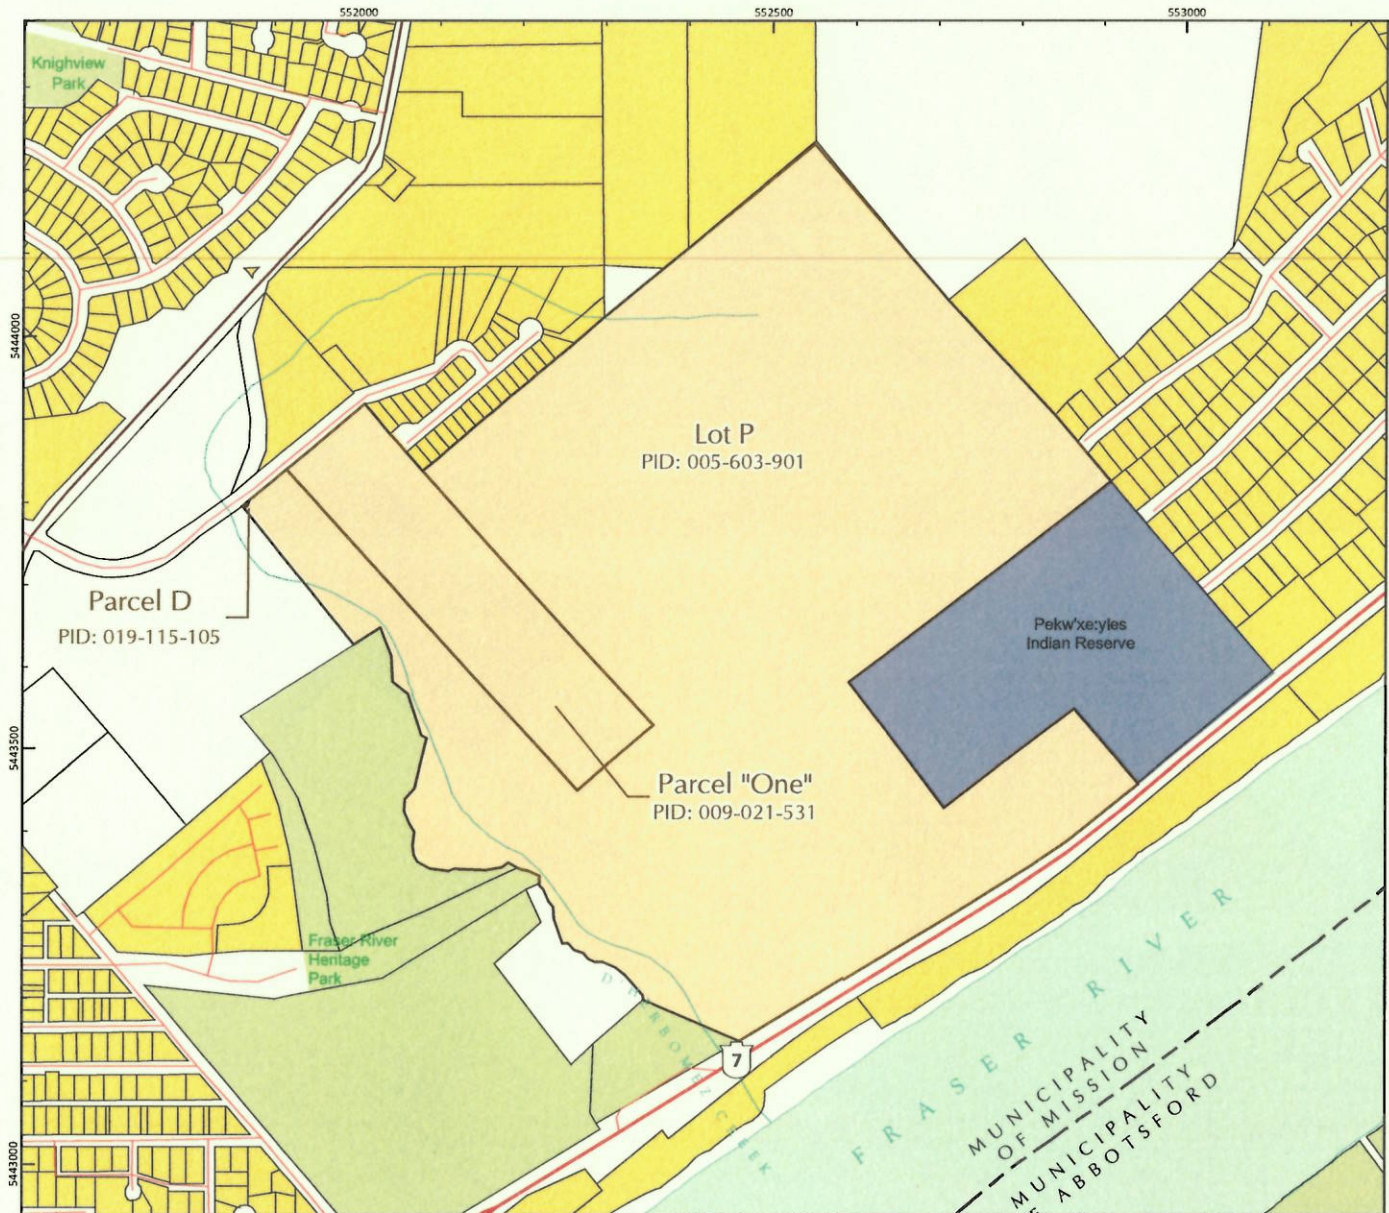 552000
552500
553000
Knighview
Park
5444000
Lot P
PID: 005-603-901
Parcel D
PID: 019-115-105
Pekw'xe:yles
Indian Reserve
5443500
Parcel "One"
PID: 009-021-531
Fraser River
Heritage
Park
D'HERBOMEZ CREEK
7
FRASER RIVER
MUNICIPALITY
OF MISSION
MUNICIPALITY
ABBOTSFORD
5443000